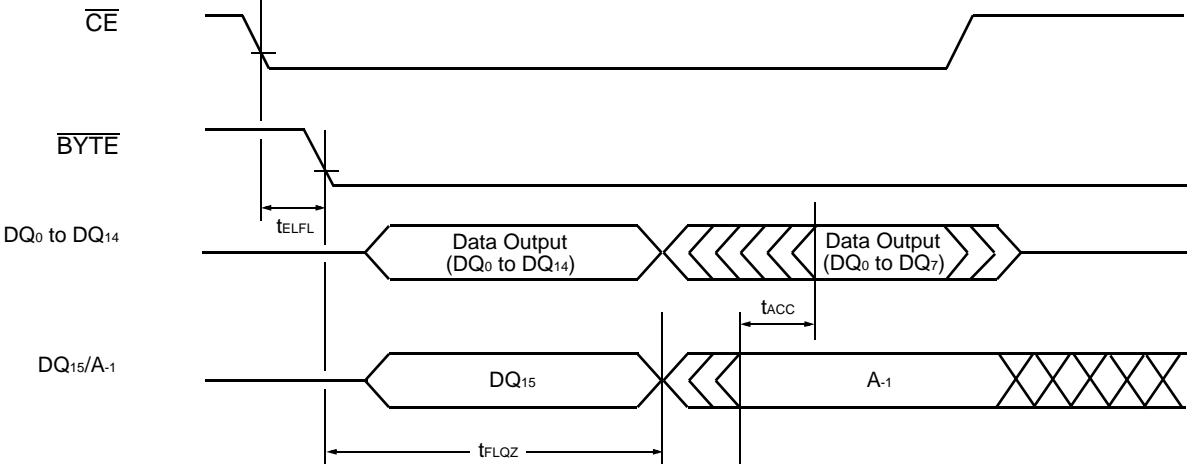 CE
BYTE
tELFL
DQ0 to DQ14
Data Output
(DQ0 to DQ14)
Data Output
(DQ0 to DQ7)
tACC
DQ15/A-1
DQ15
A-1
tFLQZ